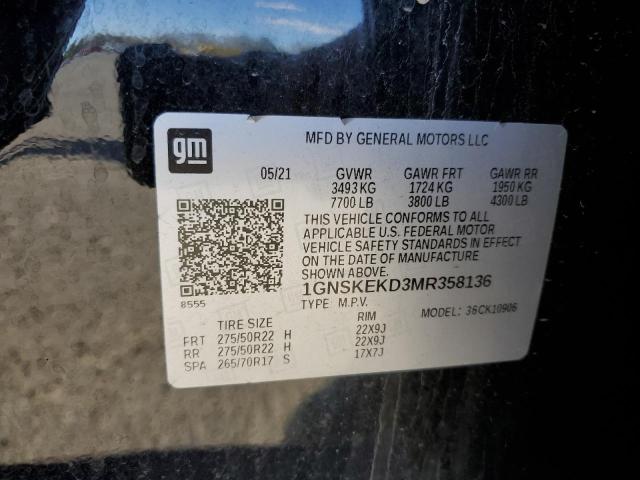 gm
MFD BY GENERAL MOTORS LLC
05/21 GVWR GAWR FRT GAWR RR
3493 KG 1724 KG 1950 KG
7700 LB 3800 LB 4300 LB
THIS VEHICLE CONFORMS TO ALL
APPLICABLE U.S. FEDERAL MOTOR
VEHICLE SAFETY STANDARDS IN EFFECT
ON THE DATE OF MANUFACTURE
SHOWN ABOVE.
1GNSKEKD3MR358136
8555
TYPE: M.P.V. MODEL: 36CK10906
TIRE SIZE RIM
FRT 275/50R22 H 22X9J
RR 275/50R22 H 22X9J
SPA 265/70R17 S 17X7J